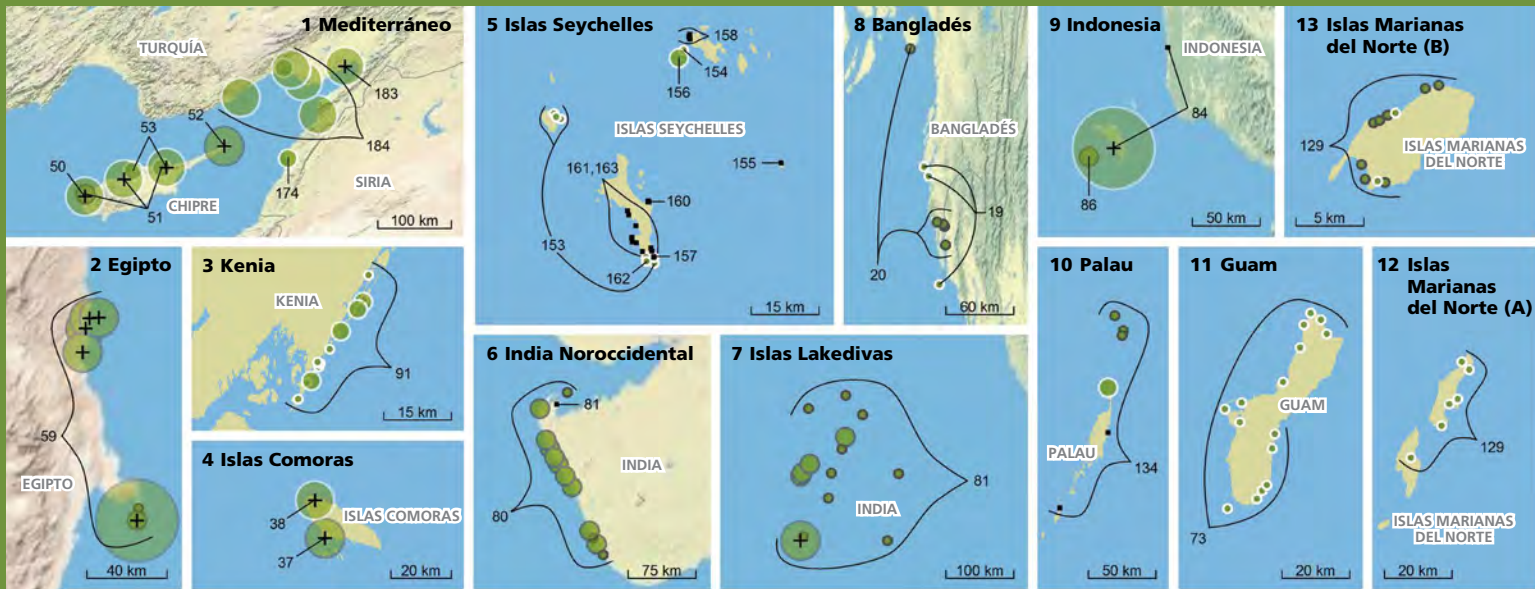 1 Mediterráneo
TURQUÍA
183
52
53
184
50
174
SIRIA
51
CHIPRE
100 km
2 Egipto
59
EGIPTO
40 km
3 Kenia
KENIA
91
15 km
4 Islas Comoras
ISLAS COMORAS
38
37
20 km
5 Islas Seychelles
158
154
156
ISLAS SEYCHELLES
155
161,163
160
153
157
162
15 km
6 India Noroccidental
81
INDIA
80
75 km
7 Islas Lakedivas
81
INDIA
100 km
8 Bangladés
BANGLADÉS
19
20
60 km
9 Indonesia
INDONESIA
84
86
50 km
10 Palau
PALAU
134
50 km
11 Guam
GUAM
73
20 km
12 Islas
Marianas
del Norte (A)
129
ISLAS MARIANAS
DEL NORTE
20 km
13 Islas Marianas
del Norte (B)
129
ISLAS MARIANAS
DEL NORTE
5 km